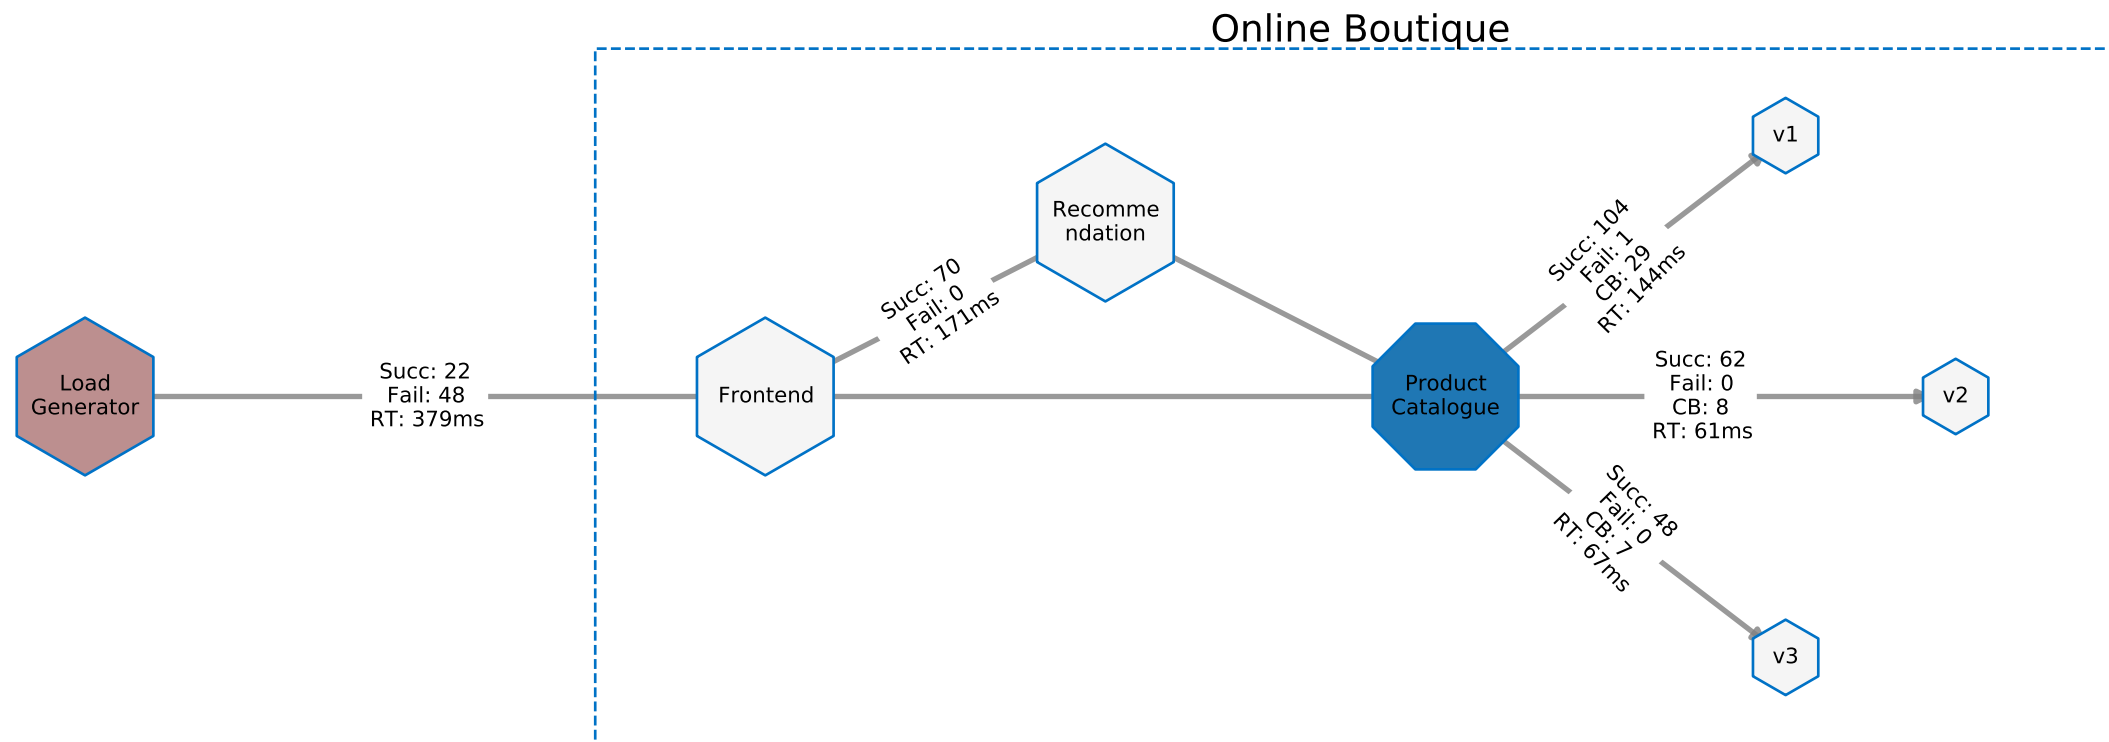 Online Boutique
v1
Recomme
ndation
Succ: 104
Fail: 1
CB: 29
RT: 144ms
Succ: 70
Fail: 0
RT: 171ms
Load
Generator
Succ: 22
Fail: 48
RT: 379ms
Frontend
Product
Catalogue
Succ: 62
Fail: 0
CB: 8
RT: 61ms
v2
Succ: 48
Fail: 0
CB: 7
RT: 67ms
v3